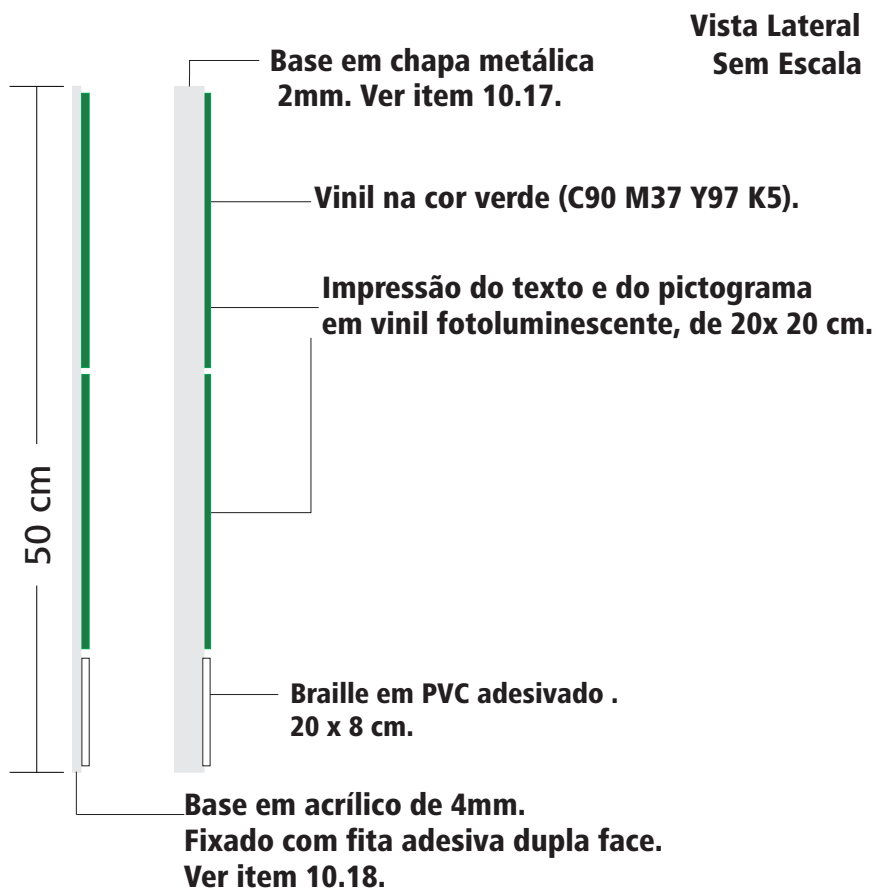 Vista Lateral
Sem Escala
Base em chapa metálica
2mm. Ver item 10.17.
Vinil na cor verde (C90 M37 Y97 K5).
Impressão do texto e do pictograma
em vinil fotoluminescente, de 20x 20 cm.
50 cm
Braille em PVC adesivado .
20 x 8 cm.
Base em acrílico de 4mm.
Fixado com fita adesiva dupla face.
Ver item 10.18.